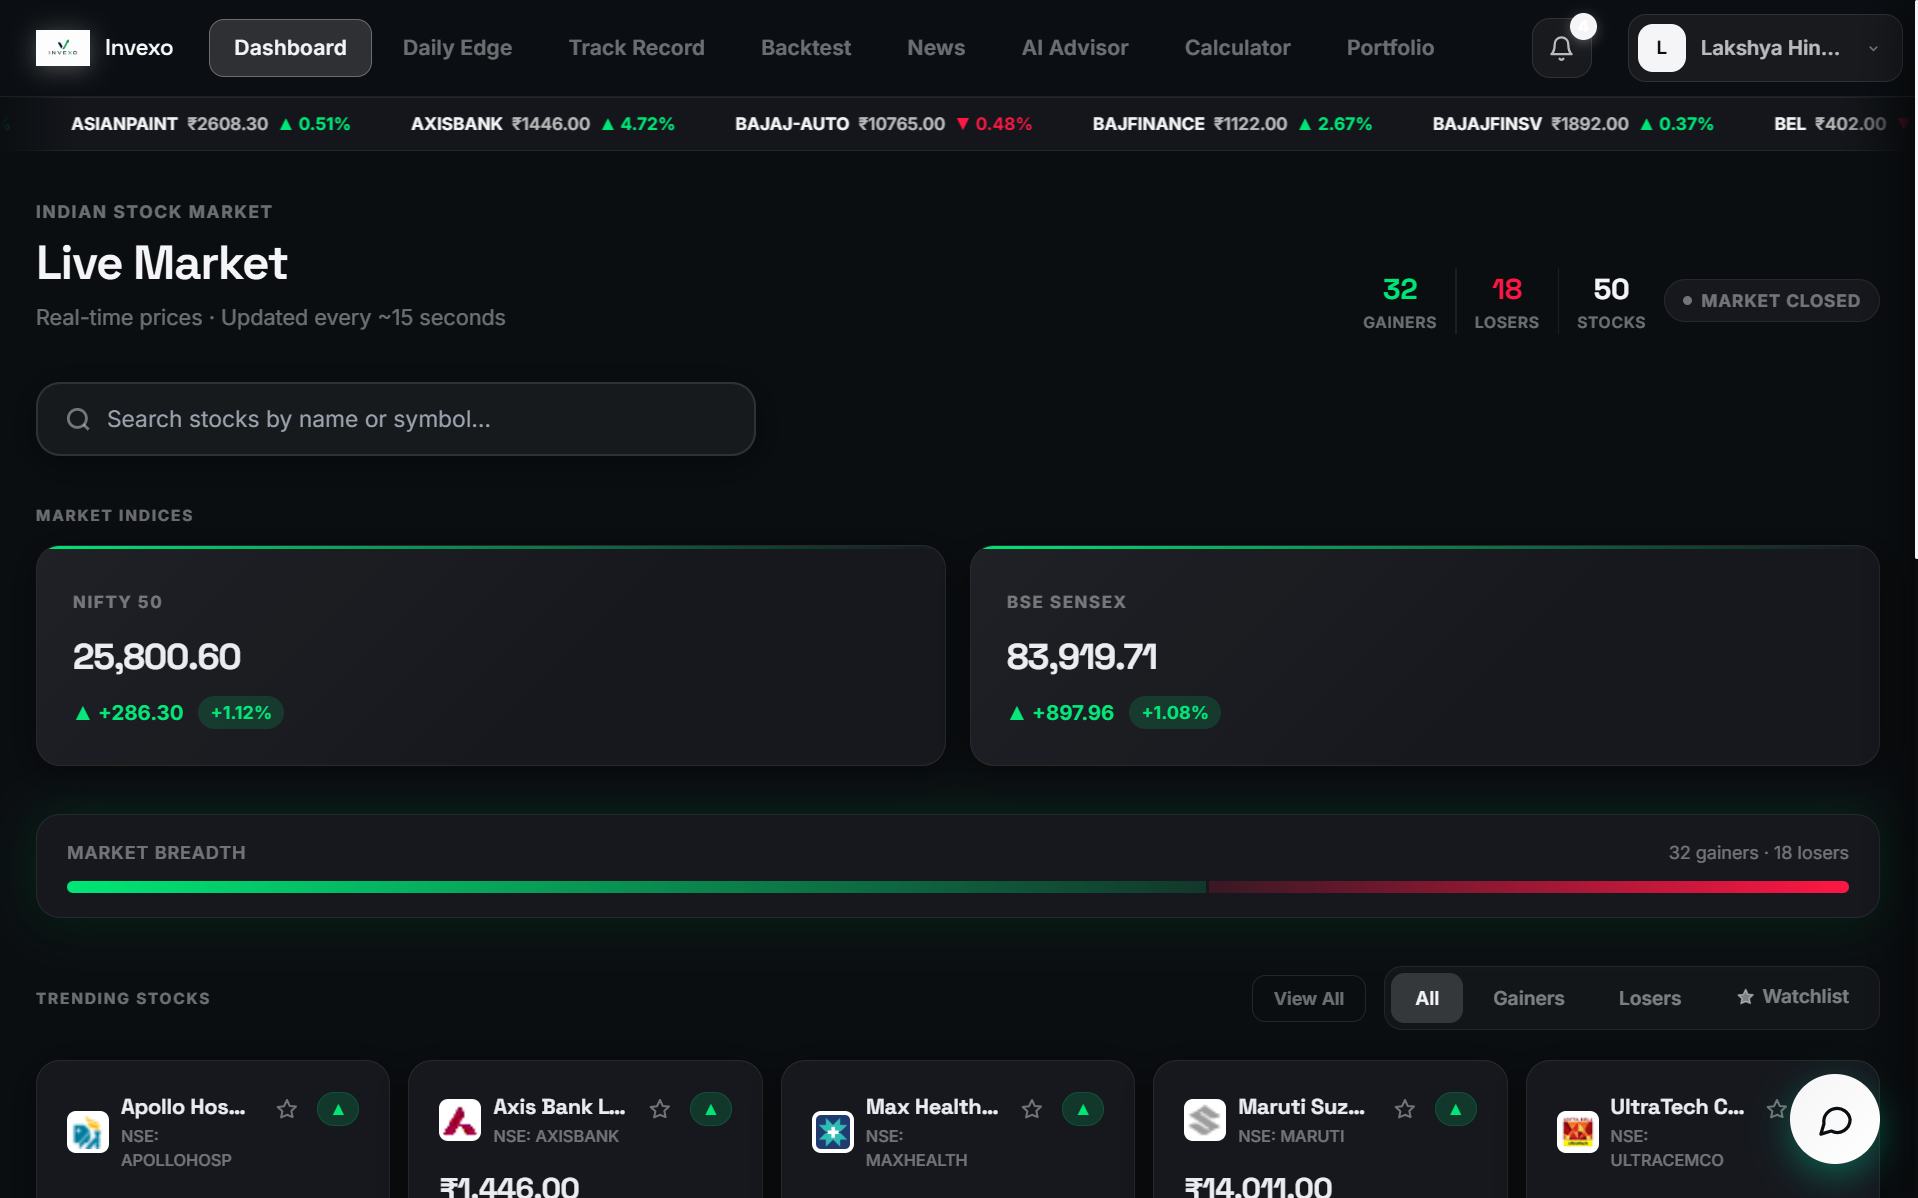 INVEXO Invexo Dashboard Daily Edge Track Record Backtest News AI Advisor Calculator Portfolio L Lakshya Hin...
ASIANPAINT ₹2608.30 ▲ 0.51% AXISBANK ₹1446.00 ▲ 4.72% BAJAJ-AUTO ₹10765.00 ▼ 0.48% BAJFINANCE ₹1122.00 ▲ 2.67% BAJAJFINSV ₹1892.00 ▲ 0.37% BEL ₹402.00 ▼
INDIAN STOCK MARKET
Live Market
Real-time prices · Updated every ~15 seconds
32 GAINERS
18 LOSERS
50 STOCKS
MARKET CLOSED
Search stocks by name or symbol...
MARKET INDICES
NIFTY 50
25,800.60
▲ +286.30 +1.12%
BSE SENSEX
83,919.71
▲ +897.96 +1.08%
MARKET BREADTH 32 gainers · 18 losers
TRENDING STOCKS View All All Gainers Losers Watchlist
Apollo Hos...
NSE:
APOLLOHOSP
Axis Bank L...
NSE: AXISBANK
₹1,446.00
Max Health...
NSE:
MAXHEALTH
Maruti Suz...
NSE: MARUTI
₹14,011.00
UltraTech C...
NSE:
ULTRACEMCO